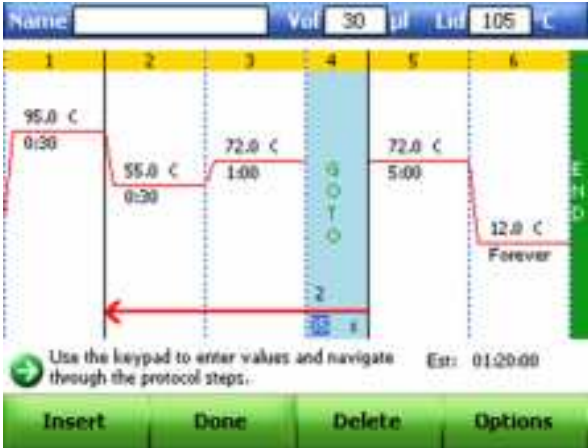 Name Vol 30 µl Lid 105 C
1 2 3 4 5 6
95.0 C
0:30
55.0 C
0:30
72.0 C
1:00
GOTO
2
72.0 C
5:00
12.0 C
Forever
END
Use the keypad to enter values and navigate
through the protocol steps.
Est: 01:20:00
Insert Done Delete Options